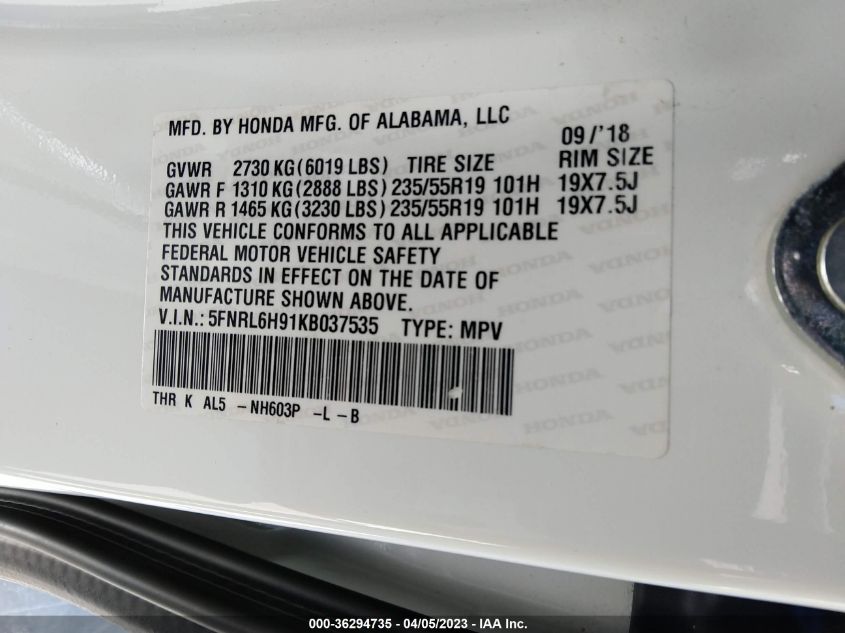 MFD. BY HONDA MFG. OF ALABAMA, LLC
09/'18
GVWR 2730 KG(6019 LBS) TIRE SIZE RIM SIZE
GAWR F 1310 KG(2888 LBS) 235/55R19 101H 19X7.5J
GAWR R 1465 KG(3230 LBS) 235/55R19 101H 19X7.5J
THIS VEHICLE CONFORMS TO ALL APPLICABLE
FEDERAL MOTOR VEHICLE SAFETY
STANDARDS IN EFFECT ON THE DATE OF
MANUFACTURE SHOWN ABOVE.
V.I.N.: 5FNRL6H91KB037535 TYPE: MPV
THR K AL5 -NH603P -L -B
000-36294735 - 04/05/2023 - IAA Inc.